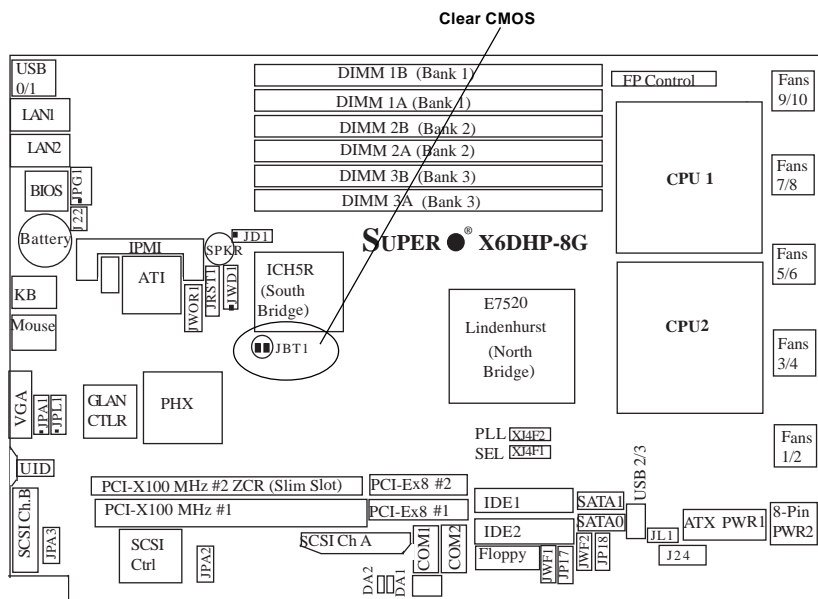 Clear CMOS
USB
0/1
LAN1
LAN2
BIOS
JPG1
J22
Battery
DIMM 1B (Bank 1)
DIMM 1A (Bank 1)
DIMM 2B (Bank 2)
DIMM 2A (Bank 2)
DIMM 3B (Bank 3)
DIMM 3A (Bank 3)
FP Control
Fans
9/10
CPU 1
Fans
7/8
SUPER ® X6DHP-8G
IPMI
ATI
SPKR
JD1
JWOR1
JRST1
JWD1
ICH5R
(South
Bridge)
JBT1
E7520
Lindenhurst
(North
Bridge)
CPU2
Fans
5/6
Fans
3/4
Fans
1/2
KB
Mouse
VGA
JPA1
JPL1
GLAN
CTLR
PHX
PLL XJ4F2
SEL XJ4F1
UID
SCSI Ch.B
JPA3
PCI-X100 MHz #2 ZCR (Slim Slot)
PCI-X100 MHz #1
PCI-Ex8 #2
PCI-Ex8 #1
SCSI
Ctrl
JPA2
SCSI Ch A
DA2
DA1
COM1
COM2
IDE1
IDE2
Floppy
SATA1
SATA0
JWF1
JP17
JWF2
JP18
USB 2/3
JL1
J24
ATX PWR1
8-Pin
PWR2